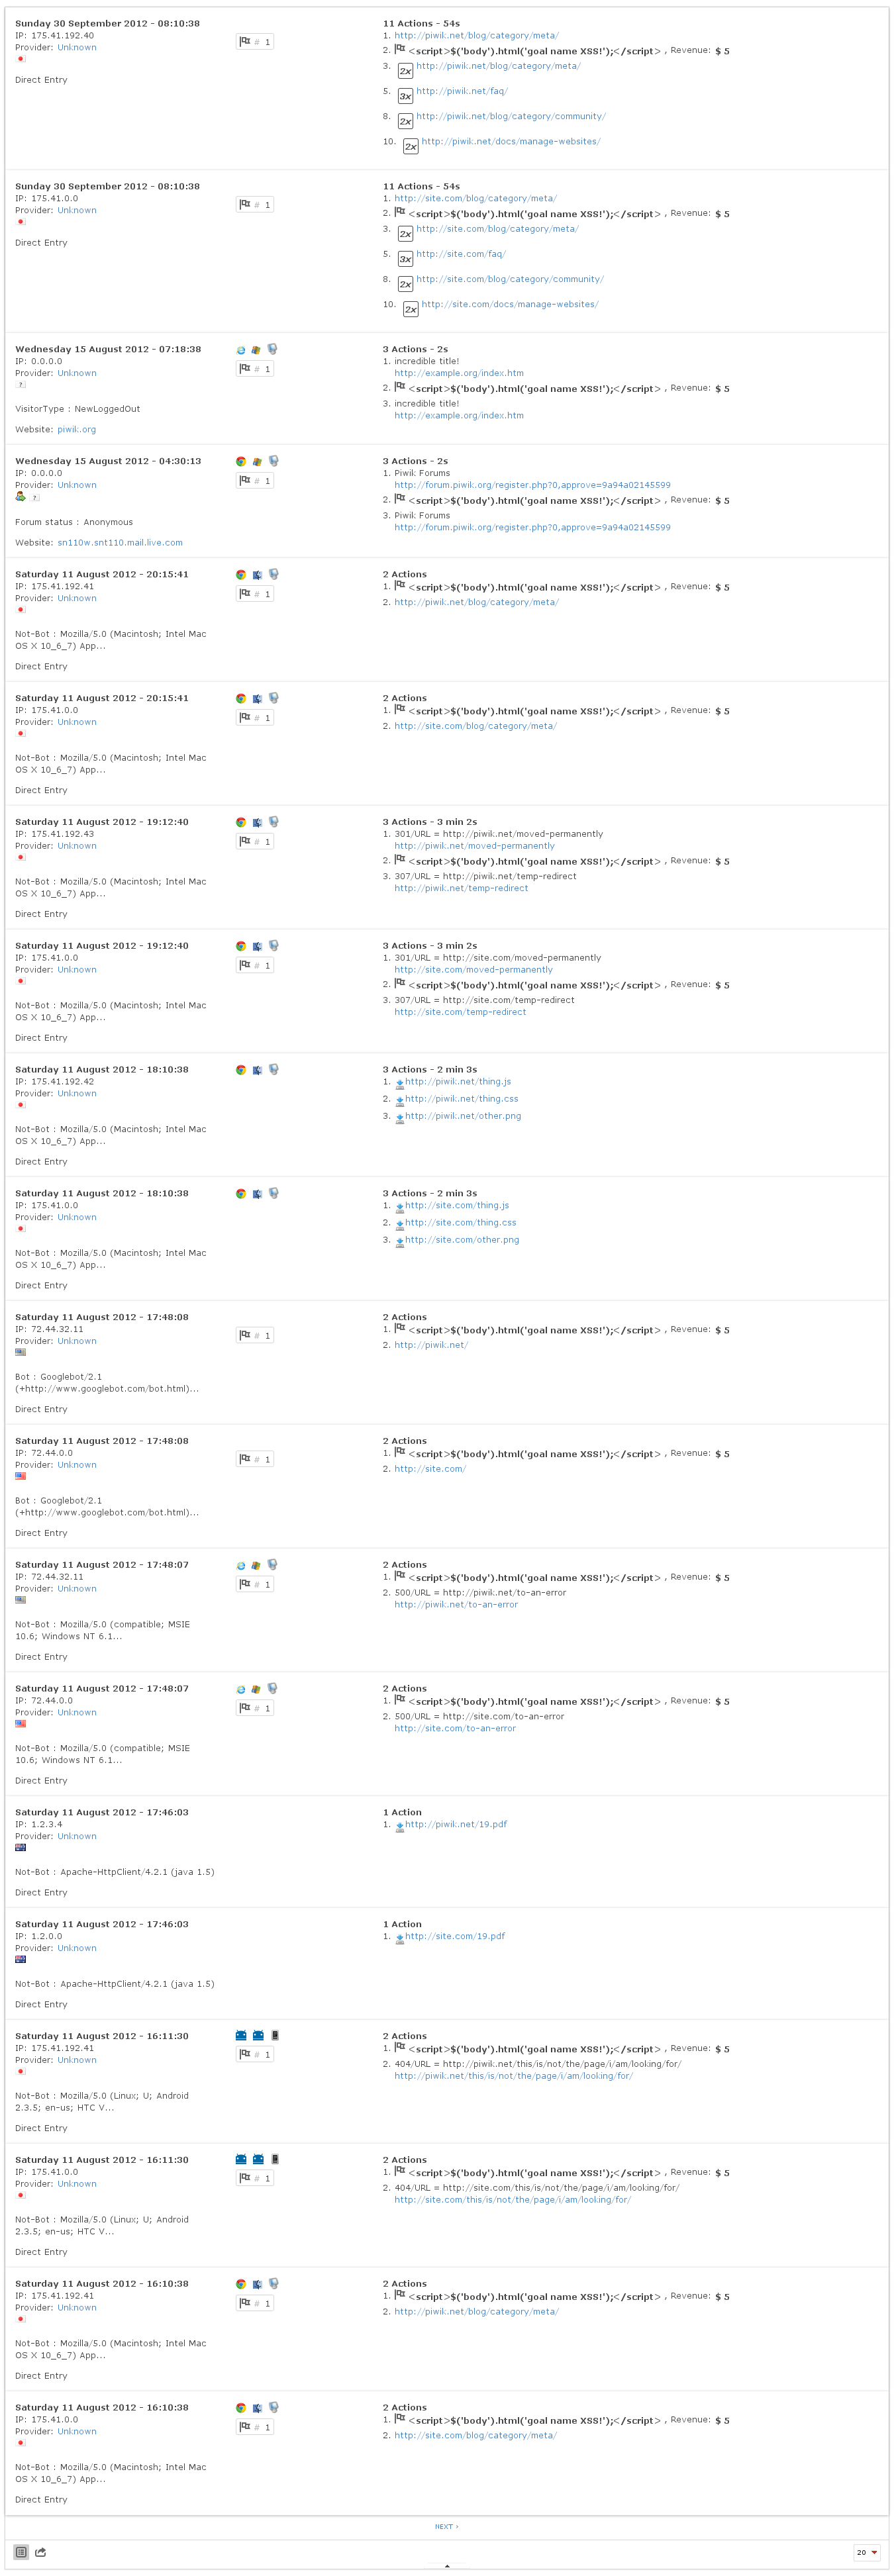 Sunday 30 September 2012 - 08:10:38
IP: 175.41.192.40
Provider: Unknown
Direct Entry
# 1
11 Actions - 54s
1. http://piwik.net/blog/category/meta/
2. <script>$('body').html('goal name XSS!');</script> , Revenue: $ 5
3. 2x http://piwik.net/blog/category/meta/
5. 3x http://piwik.net/faq/
8. 2x http://piwik.net/blog/category/community/
10. 2x http://piwik.net/docs/manage-websites/
Sunday 30 September 2012 - 08:10:38
IP: 175.41.0.0
Provider: Unknown
Direct Entry
# 1
11 Actions - 54s
1. http://site.com/blog/category/meta/
2. <script>$('body').html('goal name XSS!');</script> , Revenue: $ 5
3. 2x http://site.com/blog/category/meta/
5. 3x http://site.com/faq/
8. 2x http://site.com/blog/category/community/
10. 2x http://site.com/docs/manage-websites/
Wednesday 15 August 2012 - 07:18:38
IP: 0.0.0.0
Provider: Unknown
?
VisitorType : NewLoggedOut
Website: piwik.org
# 1
3 Actions - 2s
1. incredible title!
http://example.org/index.htm
2. <script>$('body').html('goal name XSS!');</script> , Revenue: $ 5
3. incredible title!
http://example.org/index.htm
Wednesday 15 August 2012 - 04:30:13
IP: 0.0.0.0
Provider: Unknown
?
Forum status : Anonymous
Website: sn110w.snt110.mail.live.com
# 1
3 Actions - 2s
1. Piwik Forums
http://forum.piwik.org/register.php?0,approve=9a94a02145599
2. <script>$('body').html('goal name XSS!');</script> , Revenue: $ 5
3. Piwik Forums
http://forum.piwik.org/register.php?0,approve=9a94a02145599
Saturday 11 August 2012 - 20:15:41
IP: 175.41.192.41
Provider: Unknown
Not-Bot : Mozilla/5.0 (Macintosh; Intel Mac
OS X 10_6_7) App...
Direct Entry
# 1
2 Actions
1. <script>$('body').html('goal name XSS!');</script> , Revenue: $ 5
2. http://piwik.net/blog/category/meta/
Saturday 11 August 2012 - 20:15:41
IP: 175.41.0.0
Provider: Unknown
Not-Bot : Mozilla/5.0 (Macintosh; Intel Mac
OS X 10_6_7) App...
Direct Entry
# 1
2 Actions
1. <script>$('body').html('goal name XSS!');</script> , Revenue: $ 5
2. http://site.com/blog/category/meta/
Saturday 11 August 2012 - 19:12:40
IP: 175.41.192.43
Provider: Unknown
Not-Bot : Mozilla/5.0 (Macintosh; Intel Mac
OS X 10_6_7) App...
Direct Entry
# 1
3 Actions - 3 min 2s
1. 301/URL = http://piwik.net/moved-permanently
http://piwik.net/moved-permanently
2. <script>$('body').html('goal name XSS!');</script> , Revenue: $ 5
3. 307/URL = http://piwik.net/temp-redirect
http://piwik.net/temp-redirect
Saturday 11 August 2012 - 19:12:40
IP: 175.41.0.0
Provider: Unknown
Not-Bot : Mozilla/5.0 (Macintosh; Intel Mac
OS X 10_6_7) App...
Direct Entry
# 1
3 Actions - 3 min 2s
1. 301/URL = http://site.com/moved-permanently
http://site.com/moved-permanently
2. <script>$('body').html('goal name XSS!');</script> , Revenue: $ 5
3. 307/URL = http://site.com/temp-redirect
http://site.com/temp-redirect
Saturday 11 August 2012 - 18:10:38
IP: 175.41.192.42
Provider: Unknown
Not-Bot : Mozilla/5.0 (Macintosh; Intel Mac
OS X 10_6_7) App...
Direct Entry
3 Actions - 2 min 3s
1. http://piwik.net/thing.js
2. http://piwik.net/thing.css
3. http://piwik.net/other.png
Saturday 11 August 2012 - 18:10:38
IP: 175.41.0.0
Provider: Unknown
Not-Bot : Mozilla/5.0 (Macintosh; Intel Mac
OS X 10_6_7) App...
Direct Entry
3 Actions - 2 min 3s
1. http://site.com/thing.js
2. http://site.com/thing.css
3. http://site.com/other.png
Saturday 11 August 2012 - 17:48:08
IP: 72.44.32.11
Provider: Unknown
Bot : Googlebot/2.1
(+http://www.googlebot.com/bot.html)...
Direct Entry
# 1
2 Actions
1. <script>$('body').html('goal name XSS!');</script> , Revenue: $ 5
2. http://piwik.net/
Saturday 11 August 2012 - 17:48:08
IP: 72.44.0.0
Provider: Unknown
Bot : Googlebot/2.1
(+http://www.googlebot.com/bot.html)...
Direct Entry
# 1
2 Actions
1. <script>$('body').html('goal name XSS!');</script> , Revenue: $ 5
2. http://site.com/
Saturday 11 August 2012 - 17:48:07
IP: 72.44.32.11
Provider: Unknown
Not-Bot : Mozilla/5.0 (compatible; MSIE
10.6; Windows NT 6.1...
Direct Entry
# 1
2 Actions
1. <script>$('body').html('goal name XSS!');</script> , Revenue: $ 5
2. 500/URL = http://piwik.net/to-an-error
http://piwik.net/to-an-error
Saturday 11 August 2012 - 17:48:07
IP: 72.44.0.0
Provider: Unknown
Not-Bot : Mozilla/5.0 (compatible; MSIE
10.6; Windows NT 6.1...
Direct Entry
# 1
2 Actions
1. <script>$('body').html('goal name XSS!');</script> , Revenue: $ 5
2. 500/URL = http://site.com/to-an-error
http://site.com/to-an-error
Saturday 11 August 2012 - 17:46:03
IP: 1.2.3.4
Provider: Unknown
Not-Bot : Apache-HttpClient/4.2.1 (java 1.5)
Direct Entry
1 Action
1. http://piwik.net/19.pdf
Saturday 11 August 2012 - 17:46:03
IP: 1.2.0.0
Provider: Unknown
Not-Bot : Apache-HttpClient/4.2.1 (java 1.5)
Direct Entry
1 Action
1. http://site.com/19.pdf
Saturday 11 August 2012 - 16:11:30
IP: 175.41.192.41
Provider: Unknown
Not-Bot : Mozilla/5.0 (Linux; U; Android
2.3.5; en-us; HTC V...
Direct Entry
# 1
2 Actions
1. <script>$('body').html('goal name XSS!');</script> , Revenue: $ 5
2. 404/URL = http://piwik.net/this/is/not/the/page/i/am/looking/for/
http://piwik.net/this/is/not/the/page/i/am/looking/for/
Saturday 11 August 2012 - 16:11:30
IP: 175.41.0.0
Provider: Unknown
Not-Bot : Mozilla/5.0 (Linux; U; Android
2.3.5; en-us; HTC V...
Direct Entry
# 1
2 Actions
1. <script>$('body').html('goal name XSS!');</script> , Revenue: $ 5
2. 404/URL = http://site.com/this/is/not/the/page/i/am/looking/for/
http://site.com/this/is/not/the/page/i/am/looking/for/
Saturday 11 August 2012 - 16:10:38
IP: 175.41.192.41
Provider: Unknown
Not-Bot : Mozilla/5.0 (Macintosh; Intel Mac
OS X 10_6_7) App...
Direct Entry
# 1
2 Actions
1. <script>$('body').html('goal name XSS!');</script> , Revenue: $ 5
2. http://piwik.net/blog/category/meta/
Saturday 11 August 2012 - 16:10:38
IP: 175.41.0.0
Provider: Unknown
Not-Bot : Mozilla/5.0 (Macintosh; Intel Mac
OS X 10_6_7) App...
Direct Entry
# 1
2 Actions
1. <script>$('body').html('goal name XSS!');</script> , Revenue: $ 5
2. http://site.com/blog/category/meta/
NEXT ›
20